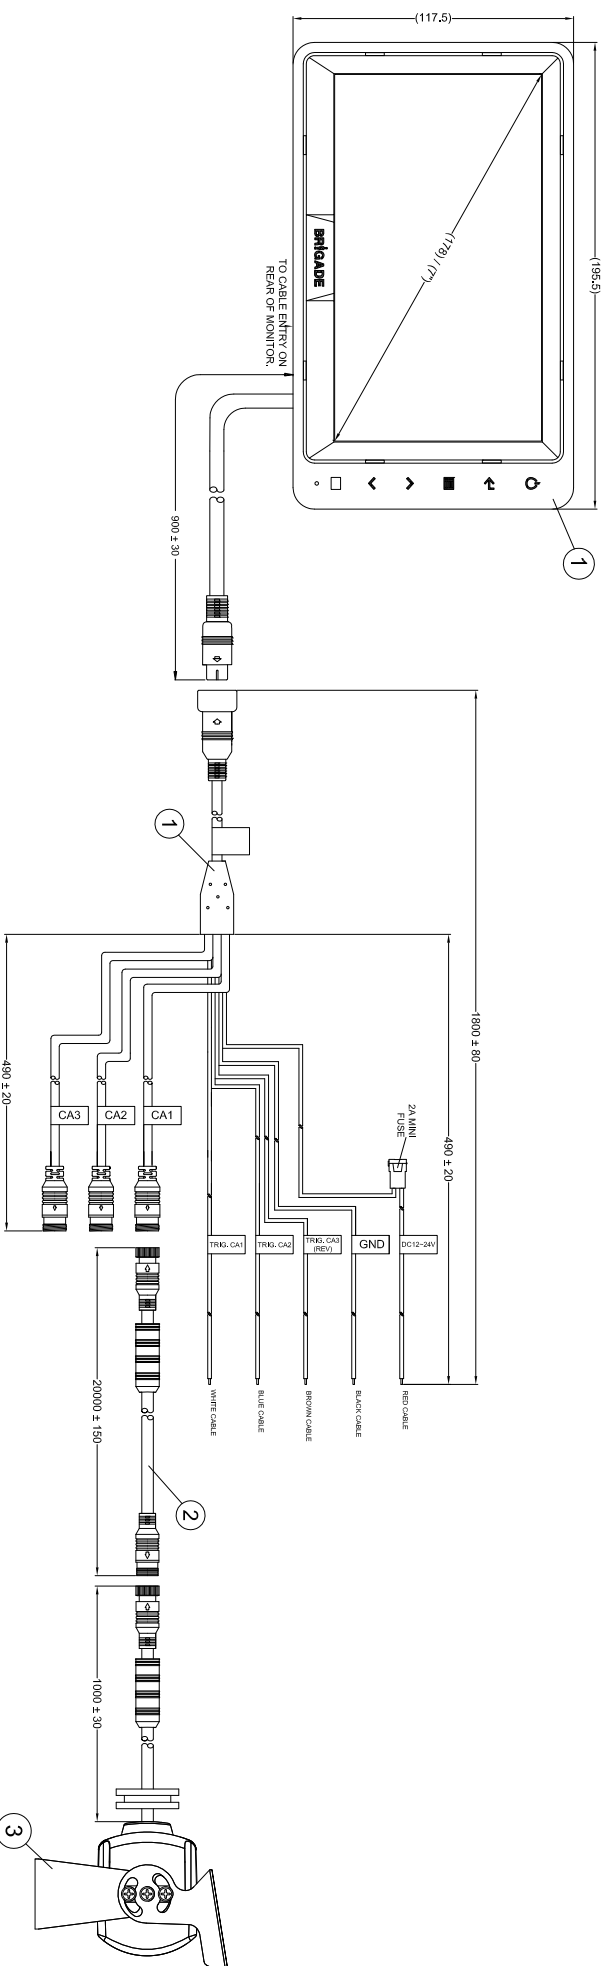 (117.5)
(195.5)
(178) / (7")
BRIGADE
1
TO CABLE ENTRY ON
REAR OF MONITOR.
900 ± 30
1
1800 ± 80
490 ± 20
490 ± 20
2A MINI
FUSE
CA3
CA2
CA1
TRIG. CA1
TRIG. CA2
TRIG. CA3
(REV)
GND
DC12~24V
WHITE CABLE
BLUE CABLE
BROWN CABLE
BLACK CABLE
RED CABLE
20000 ± 150
2
1000 ± 30
3